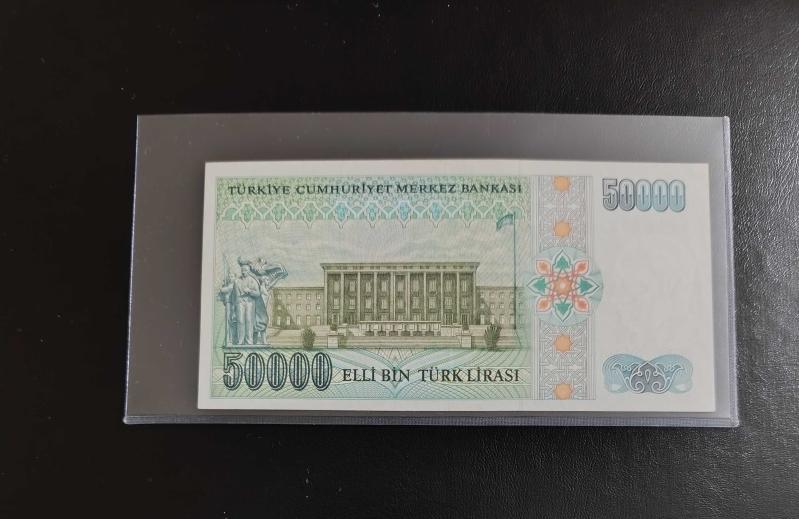 TÜRKİYE CUMHURİYET MERKEZ BANKASI
50000
50000 ELLİ BİN TÜRK LİRASI